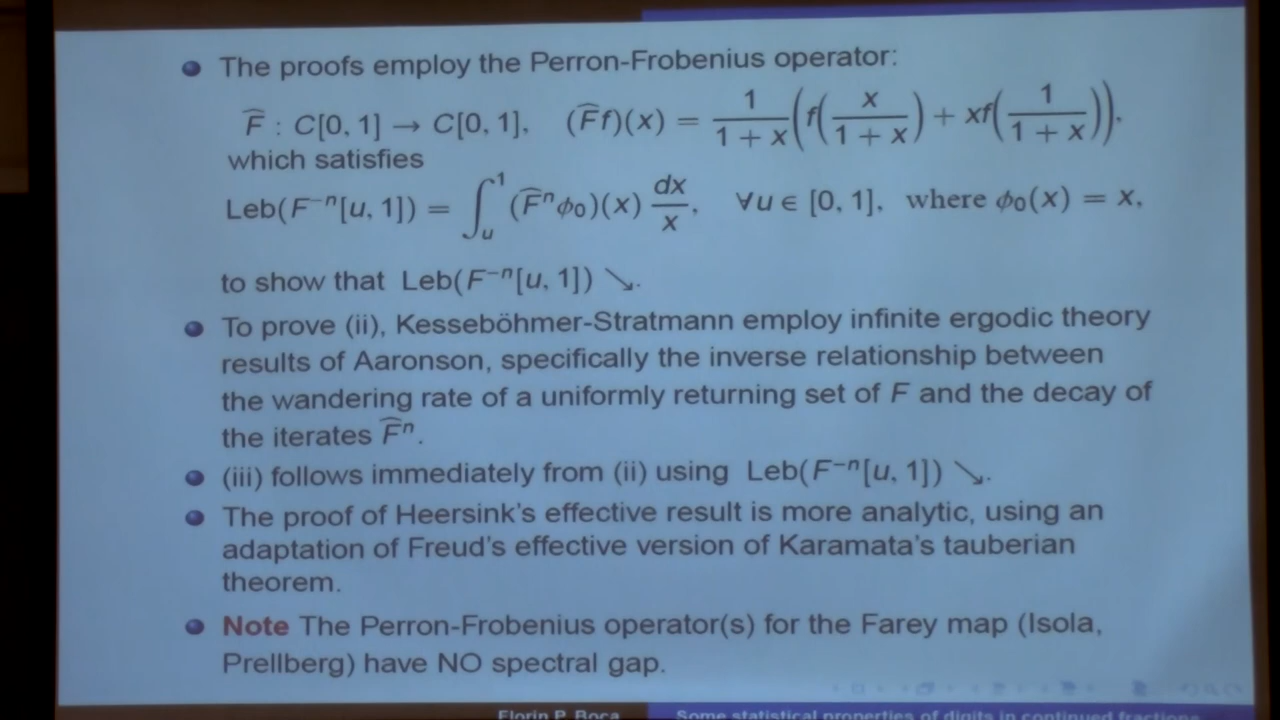 The proofs employ the Perron-Frobenius operator:
F̂ : C[0, 1] → C[0, 1], (F̂f)(x) = 1/(1 + x) (f(x/(1 + x)) + xf(1/(1 + x))),
which satisfies
Leb(F⁻ⁿ[u, 1]) = ∫ᵤ¹ (F̂ⁿϕ₀)(x) dx/x, ∀u ∈ [0, 1], where ϕ₀(x) = x,
to show that Leb(F⁻ⁿ[u, 1]) ↘.
To prove (ii), Kesseböhmer-Stratmann employ infinite ergodic theory
results of Aaronson, specifically the inverse relationship between
the wandering rate of a uniformly returning set of F and the decay of
the iterates F̂ⁿ.
(iii) follows immediately from (ii) using Leb(F⁻ⁿ[u, 1]) ↘.
The proof of Heersink's effective result is more analytic, using an
adaptation of Freud's effective version of Karamata's tauberian
theorem.
Note The Perron-Frobenius operator(s) for the Farey map (Isola,
Prellberg) have NO spectral gap.
Florin P. Boca Some statistical properties of digits in continued fractions